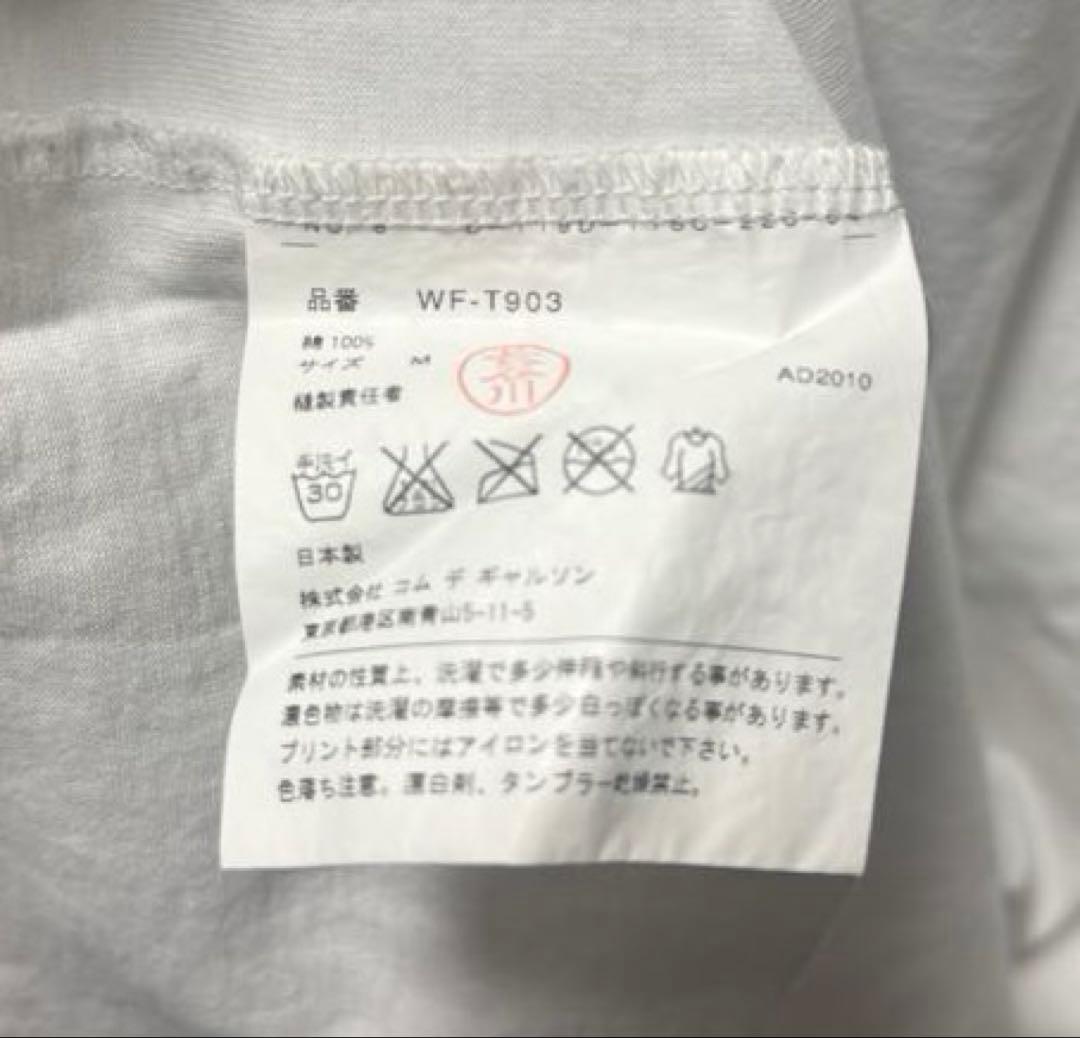 品番 WF-T903
綿 100%
サイズ M
AD2010
縫製責任者
手洗イ
30
日本製
株式会社 コム デ ギャルソン
東京都港区南青山5-11-5
素材の性質上、洗濯で多少伸縮や斜行する事があります。
濃色物は洗濯の摩擦等で多少白っぽくなる事があります。
プリント部分にはアイロンを当てないで下さい。
色落ち注意。漂白剤、タンブラー乾燥禁止。